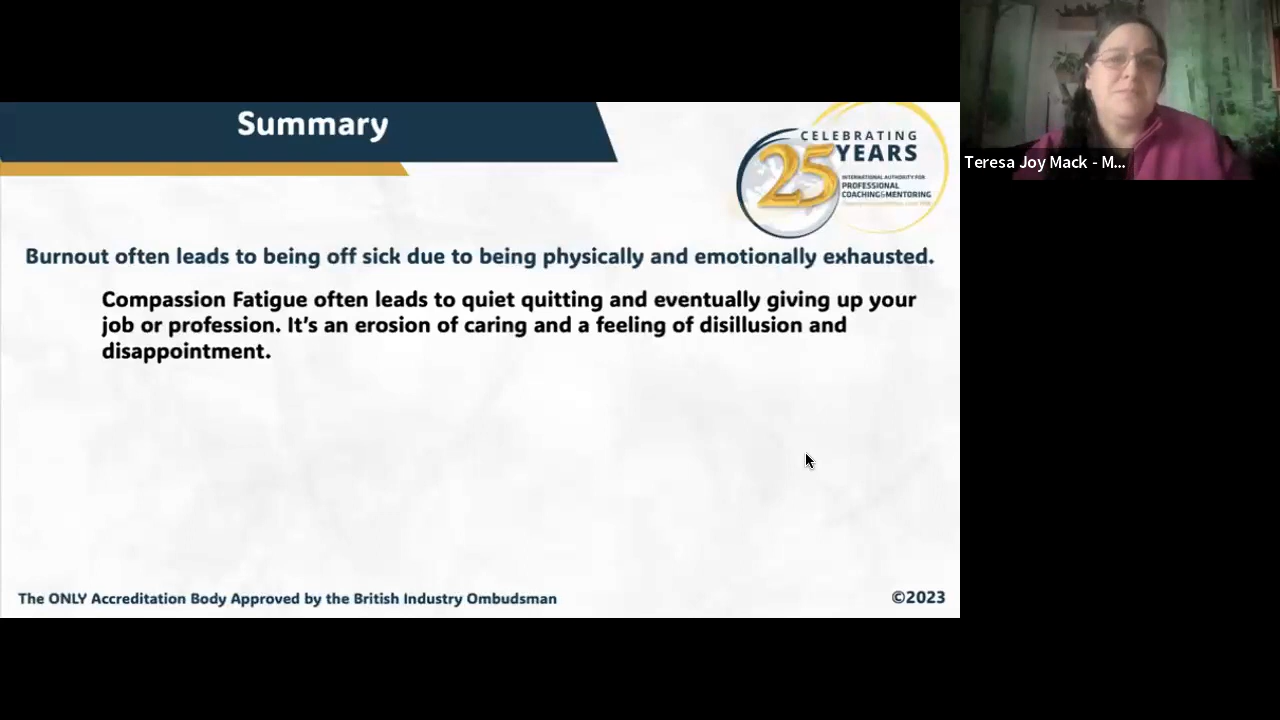 Summary
CELEBRATING
25 YEARS
INTERNATIONAL AUTHORITY FOR
PROFESSIONAL
COACHING&MENTORING
Teresa Joy Mack - M...
Burnout often leads to being off sick due to being physically and emotionally exhausted.
Compassion Fatigue often leads to quiet quitting and eventually giving up your
job or profession. It’s an erosion of caring and a feeling of disillusion and
disappointment.
The ONLY Accreditation Body Approved by the British Industry Ombudsman
©2023